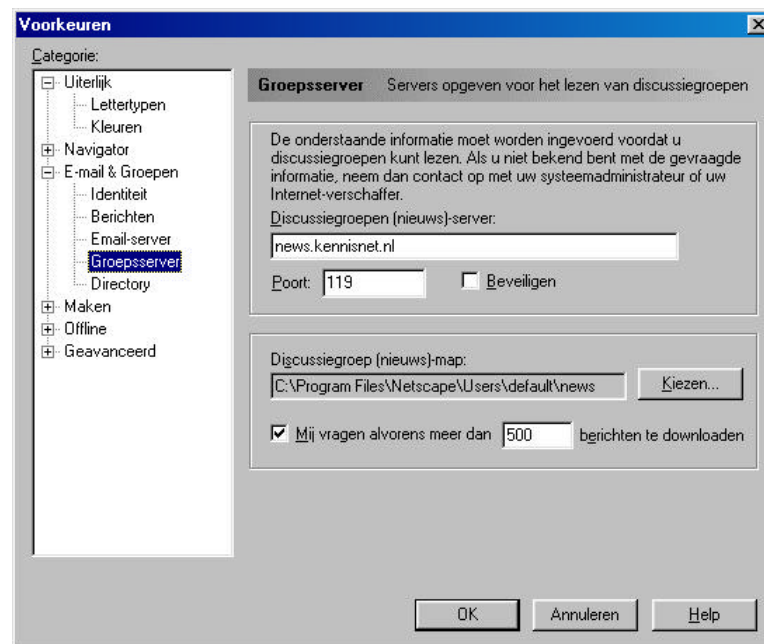 Voorkeuren
Categorie:
Uiterlijk
Lettertypen
Kleuren
Navigator
E-mail & Groepen
Identiteit
Berichten
Email-server
Groepsserver
Directory
Maken
Offline
Geavanceerd
Groepsserver Servers opgeven voor het lezen van discussiegroepen
De onderstaande informatie moet worden ingevoerd voordat u
discussiegroepen kunt lezen. Als u niet bekend bent met de gevraagde
informatie, neem dan contact op met uw systeemadministrateur of uw
Internet-verschaffer.
Discussiegroepen (nieuws)-server:
news.kennisnet.nl
Poort: 119 Beveiligen
Discussiegroep (nieuws)-map:
C:\Program Files\Netscape\Users\default\news Kiezen...
Mij vragen alvorens meer dan 500 berichten te downloaden
OK Annuleren Help